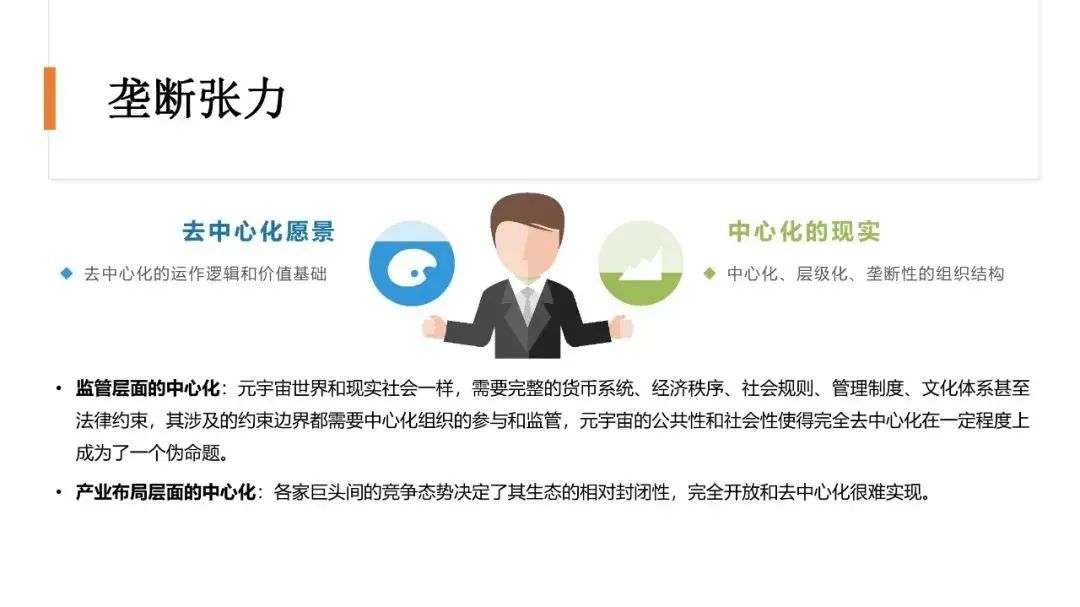 垄断张力
去中心化愿景
◆ 去中心化的运作逻辑和价值基础
中心化的现实
◆ 中心化、层级化、垄断性的组织结构
• 监管层面的中心化：元宇宙世界和现实社会一样，需要完整的货币系统、经济秩序、社会规则、管理制度、文化体系甚至
法律约束，其涉及的约束边界都需要中心化组织的参与和监管，元宇宙的公共性和社会性使得完全去中心化在一定程度上
成为了一个伪命题。
• 产业布局层面的中心化：各家巨头间的竞争态势决定了其生态的相对封闭性，完全开放和去中心化很难实现。